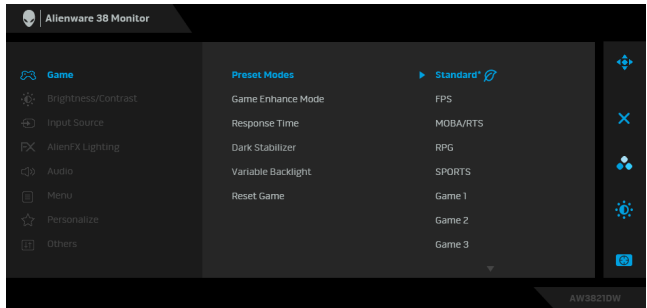 Alienware 38 Monitor
Game
Brightness/Contrast
Input Source
AlienFX Lighting
Audio
Menu
Personalize
Others
Preset Modes
Game Enhance Mode
Response Time
Dark Stabilizer
Variable Backlight
Reset Game
Standard*
FPS
MOBA/RTS
RPG
SPORTS
Game 1
Game 2
Game 3
AW3821DW